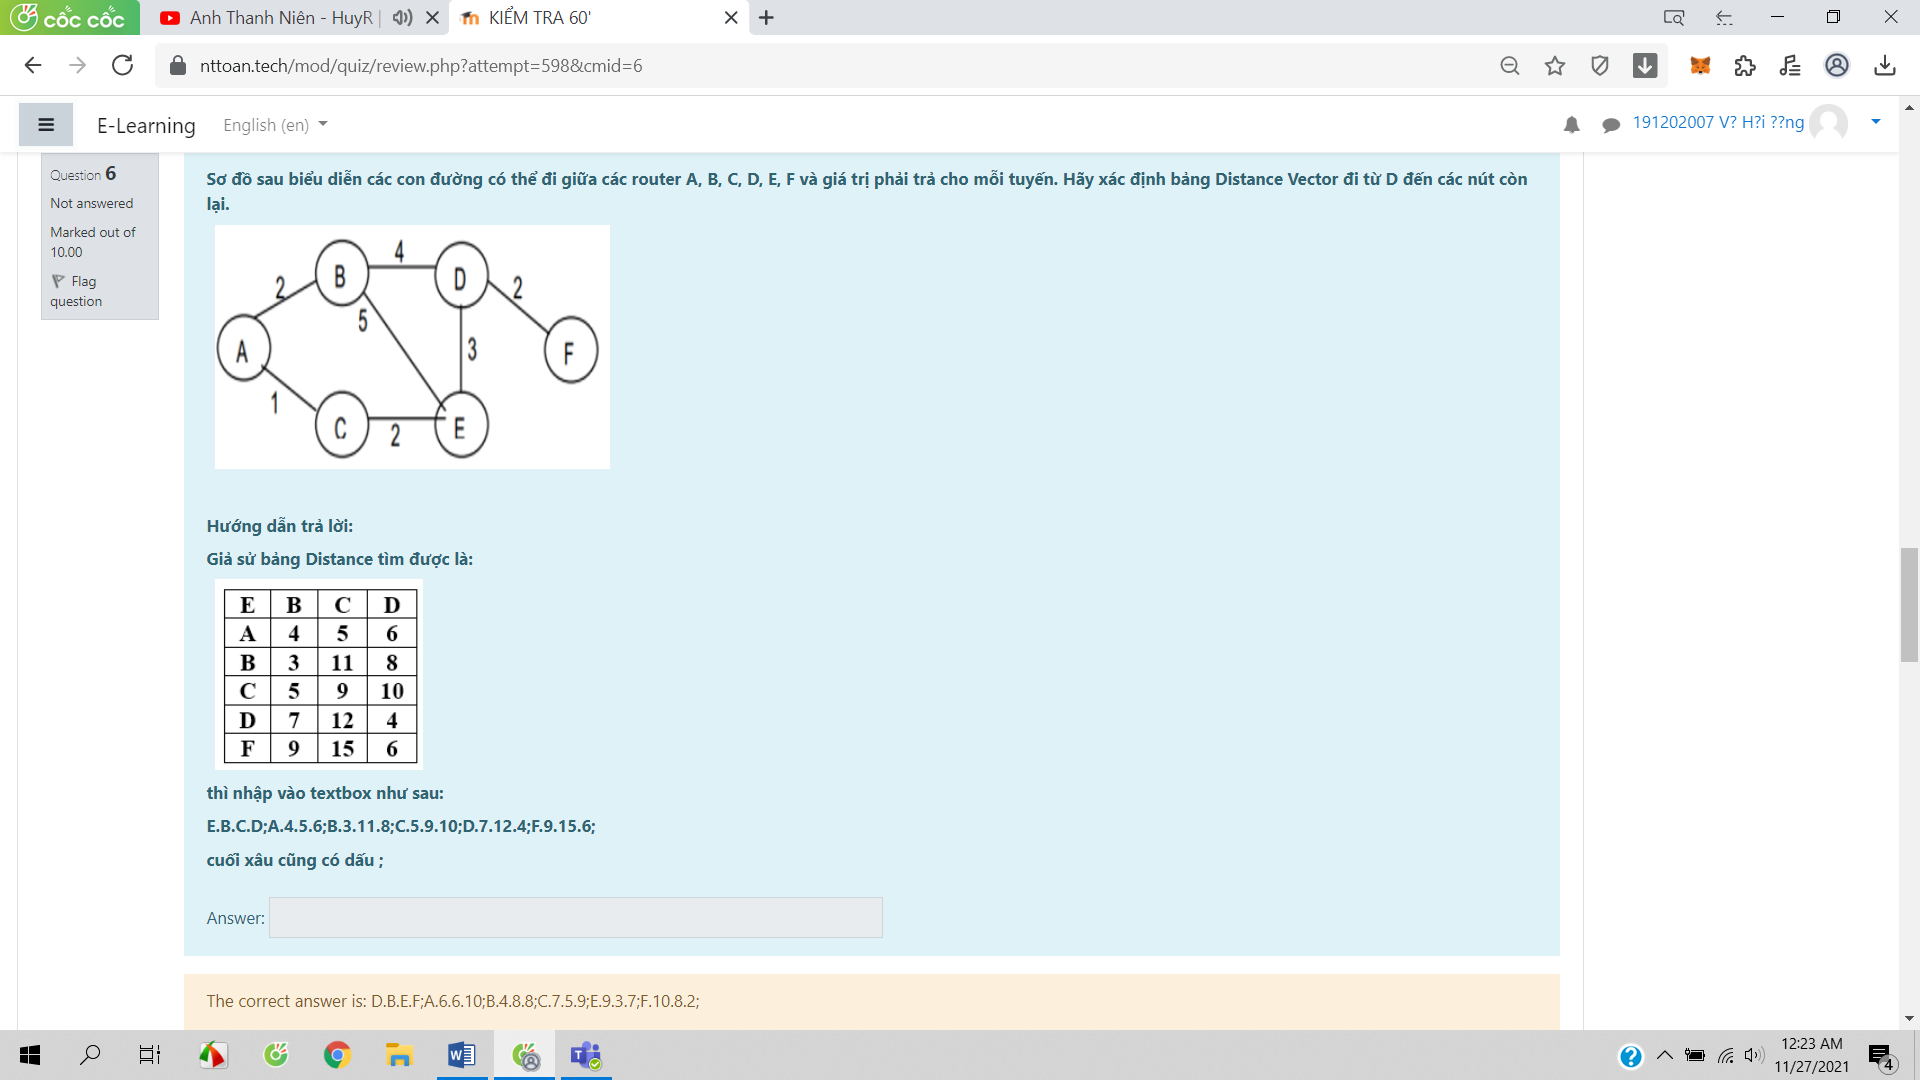 cốc cốc
Anh Thanh Niên - HuyR |
KIỂM TRA 60'
nttoan.tech/mod/quiz/review.php?attempt=598&cmid=6
E-Learning
English (en)
191202007 V? H?i ??ng
Question 6
Not answered
Marked out of
10.00
Flag
question
Sơ đồ sau biểu diễn các con đường có thể đi giữa các router A, B, C, D, E, F và giá trị phải trả cho mỗi tuyến. Hãy xác định bảng Distance Vector đi từ D đến các nút còn
lại.
4
B
D
2
2
5
A
3
F
1
C
2
E
Hướng dẫn trả lời:
Giả sử bảng Distance tìm được là:
E B C D
A 4 5 6
B 3 11 8
C 5 9 10
D 7 12 4
F 9 15 6
thì nhập vào textbox như sau:
E.B.C.D;A.4.5.6;B.3.11.8;C.5.9.10;D.7.12.4;F.9.15.6;
cuối xâu cũng có dấu ;
Answer:
The correct answer is: D.B.E.F;A.6.6.10;B.4.8.8;C.7.5.9;E.9.3.7;F.10.8.2;
12:23 AM
11/27/2021
4